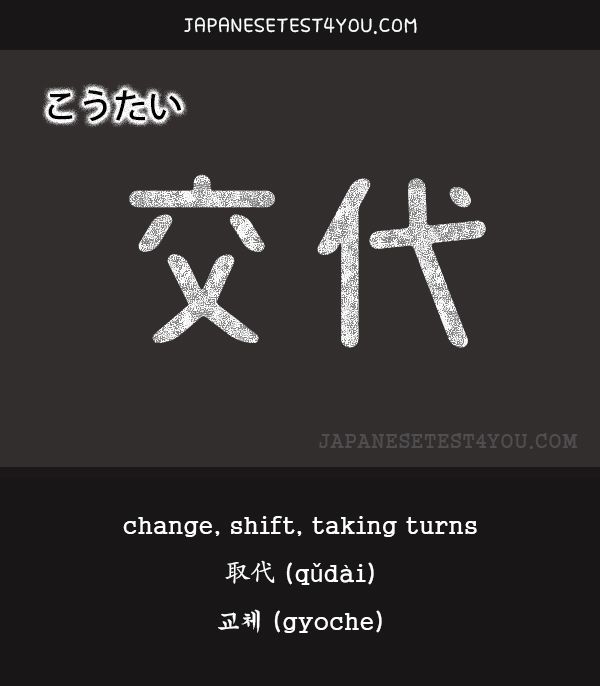 JAPANESETEST4YOU.COM
こうたい
交代
JAPANESETEST4YOU.COM
change, shift, taking turns
取代 (qǔdài)
교체 (gyoche)